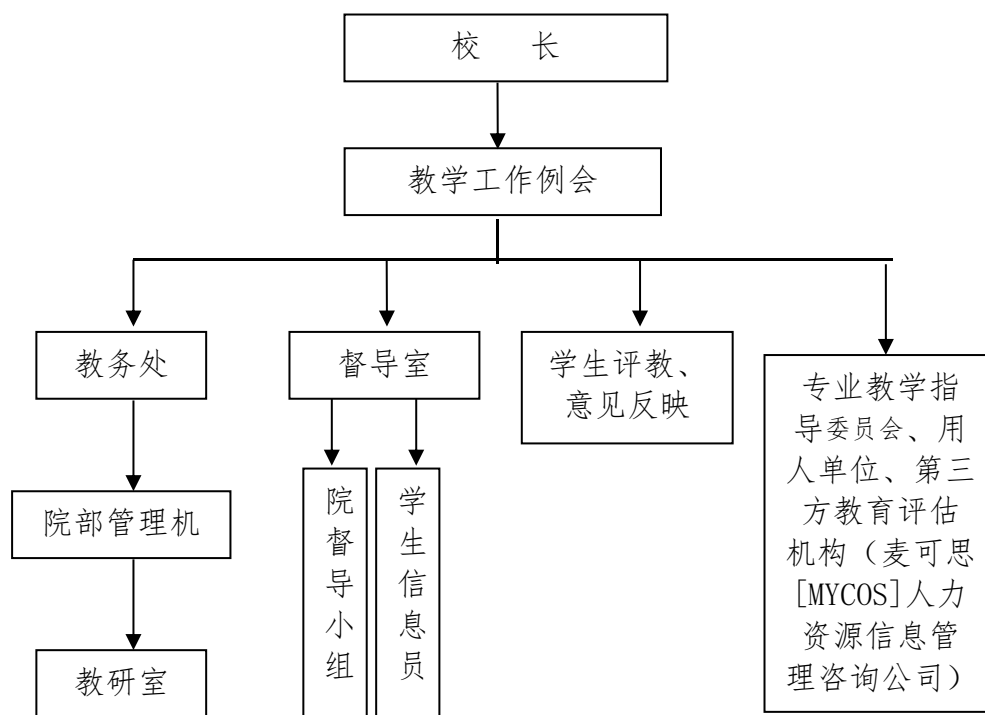 校 长
教学工作例会
教务处
督导室
学生评教、
意见反映
专业教学指
导委员会、用
人单位、第三
方教育评估
机构（麦可思
[MYCOS]人力
资源信息管
理咨询公司）
院部管理机
院督导小组
学生信息员
教研室